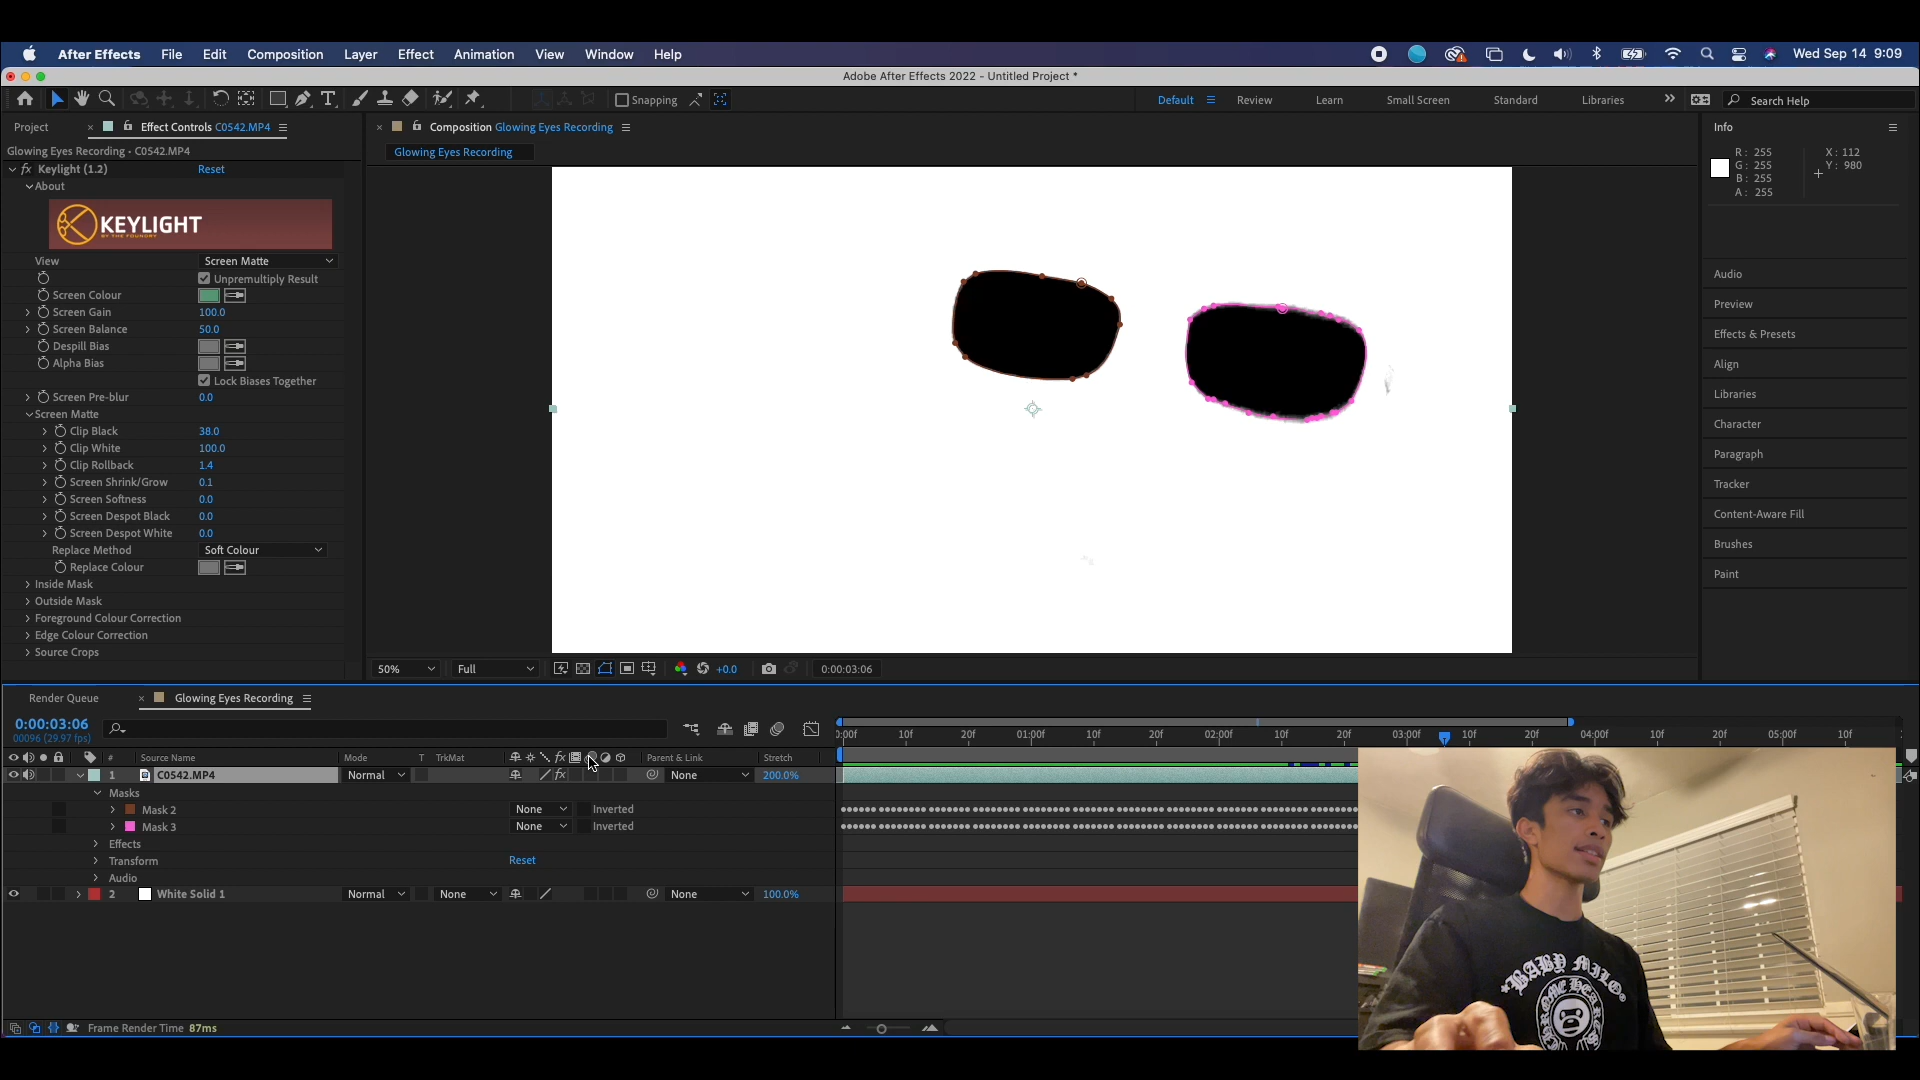 After Effects File Edit Composition Layer Effect Animation View Window Help Wed Sep 14 9:09
Adobe After Effects 2022 - Untitled Project *
Snapping Default Review Learn Small Screen Standard Libraries Search Help
Project Effect Controls C0542.MP4 Composition Glowing Eyes Recording Info
Glowing Eyes Recording • C0542.MP4 Glowing Eyes Recording
R: 255 X: 112
G: 255 Y: 980
B: 255
A: 255
fx Keylight (1.2) Reset
About
KEYLIGHT
BY THE FOUNDRY
View Screen Matte
Unpremultiply Result
Screen Colour
Screen Gain 100.0
Screen Balance 50.0
Despill Bias
Alpha Bias
Lock Biases Together
Screen Pre-blur 0.0
Screen Matte
Clip Black 38.0
Clip White 100.0
Clip Rollback 1.4
Screen Shrink/Grow 0.1
Screen Softness 0.0
Screen Despot Black 0.0
Screen Despot White 0.0
Replace Method Soft Colour
Replace Colour
Inside Mask
Outside Mask
Foreground Colour Correction
Edge Colour Correction
Source Crops
Audio
Preview
Effects & Presets
Align
Libraries
Character
Paragraph
Tracker
Content-Aware Fill
Brushes
Paint
50% Full +0.0 0:00:03:06
Render Queue Glowing Eyes Recording
0:00:03:06
00096 (29.97 fps)
0:00f 10f 20f 01:00f 10f 20f 02:00f 10f 20f 03:00f 10f 20f 04:00f 10f 20f 05:00f 10f
# Source Name Mode T TrkMat fx Parent & Link Stretch
1 C0542.MP4 Normal fx None 200.0%
Masks
Mask 2 None Inverted
Mask 3 None Inverted
Effects
Transform Reset
Audio
2 White Solid 1 Normal None None 100.0%
Frame Render Time 87ms
BABY MILO